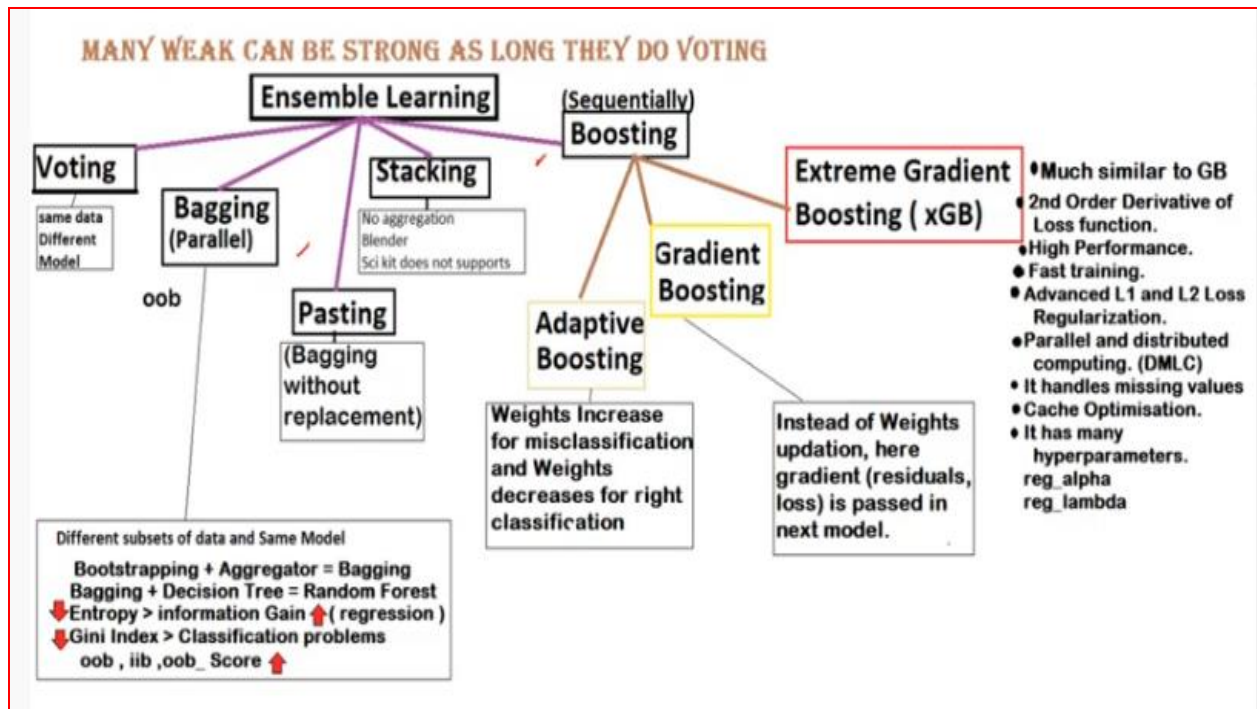 MANY WEAK CAN BE STRONG AS LONG THEY DO VOTING
Ensemble Learning
Voting
same data
Different
Model
Bagging
(Parallel)
oob
Different subsets of data and Same Model
Bootstrapping + Aggregator = Bagging
Bagging + Decision Tree = Random Forest
Entropy > information Gain ( regression )
Gini Index > Classification problems
oob , iib ,oob_ Score
Pasting
(Bagging
without
replacement)
Stacking
No aggregation
Blender
Sci kit does not supports
(Sequentially)
Boosting
Adaptive
Boosting
Weights Increase
for misclassification
and Weights
decreases for right
classification
Gradient
Boosting
Instead of Weights
updation, here
gradient (residuals,
loss) is passed in
next model.
Extreme Gradient
Boosting ( xGB)
Much similar to GB
2nd Order Derivative of
Loss function.
High Performance.
Fast training.
Advanced L1 and L2 Loss
Regularization.
Parallel and distributed
computing. (DMLC)
It handles missing values
Cache Optimisation.
It has many
hyperparameters.
reg_alpha
reg_lambda